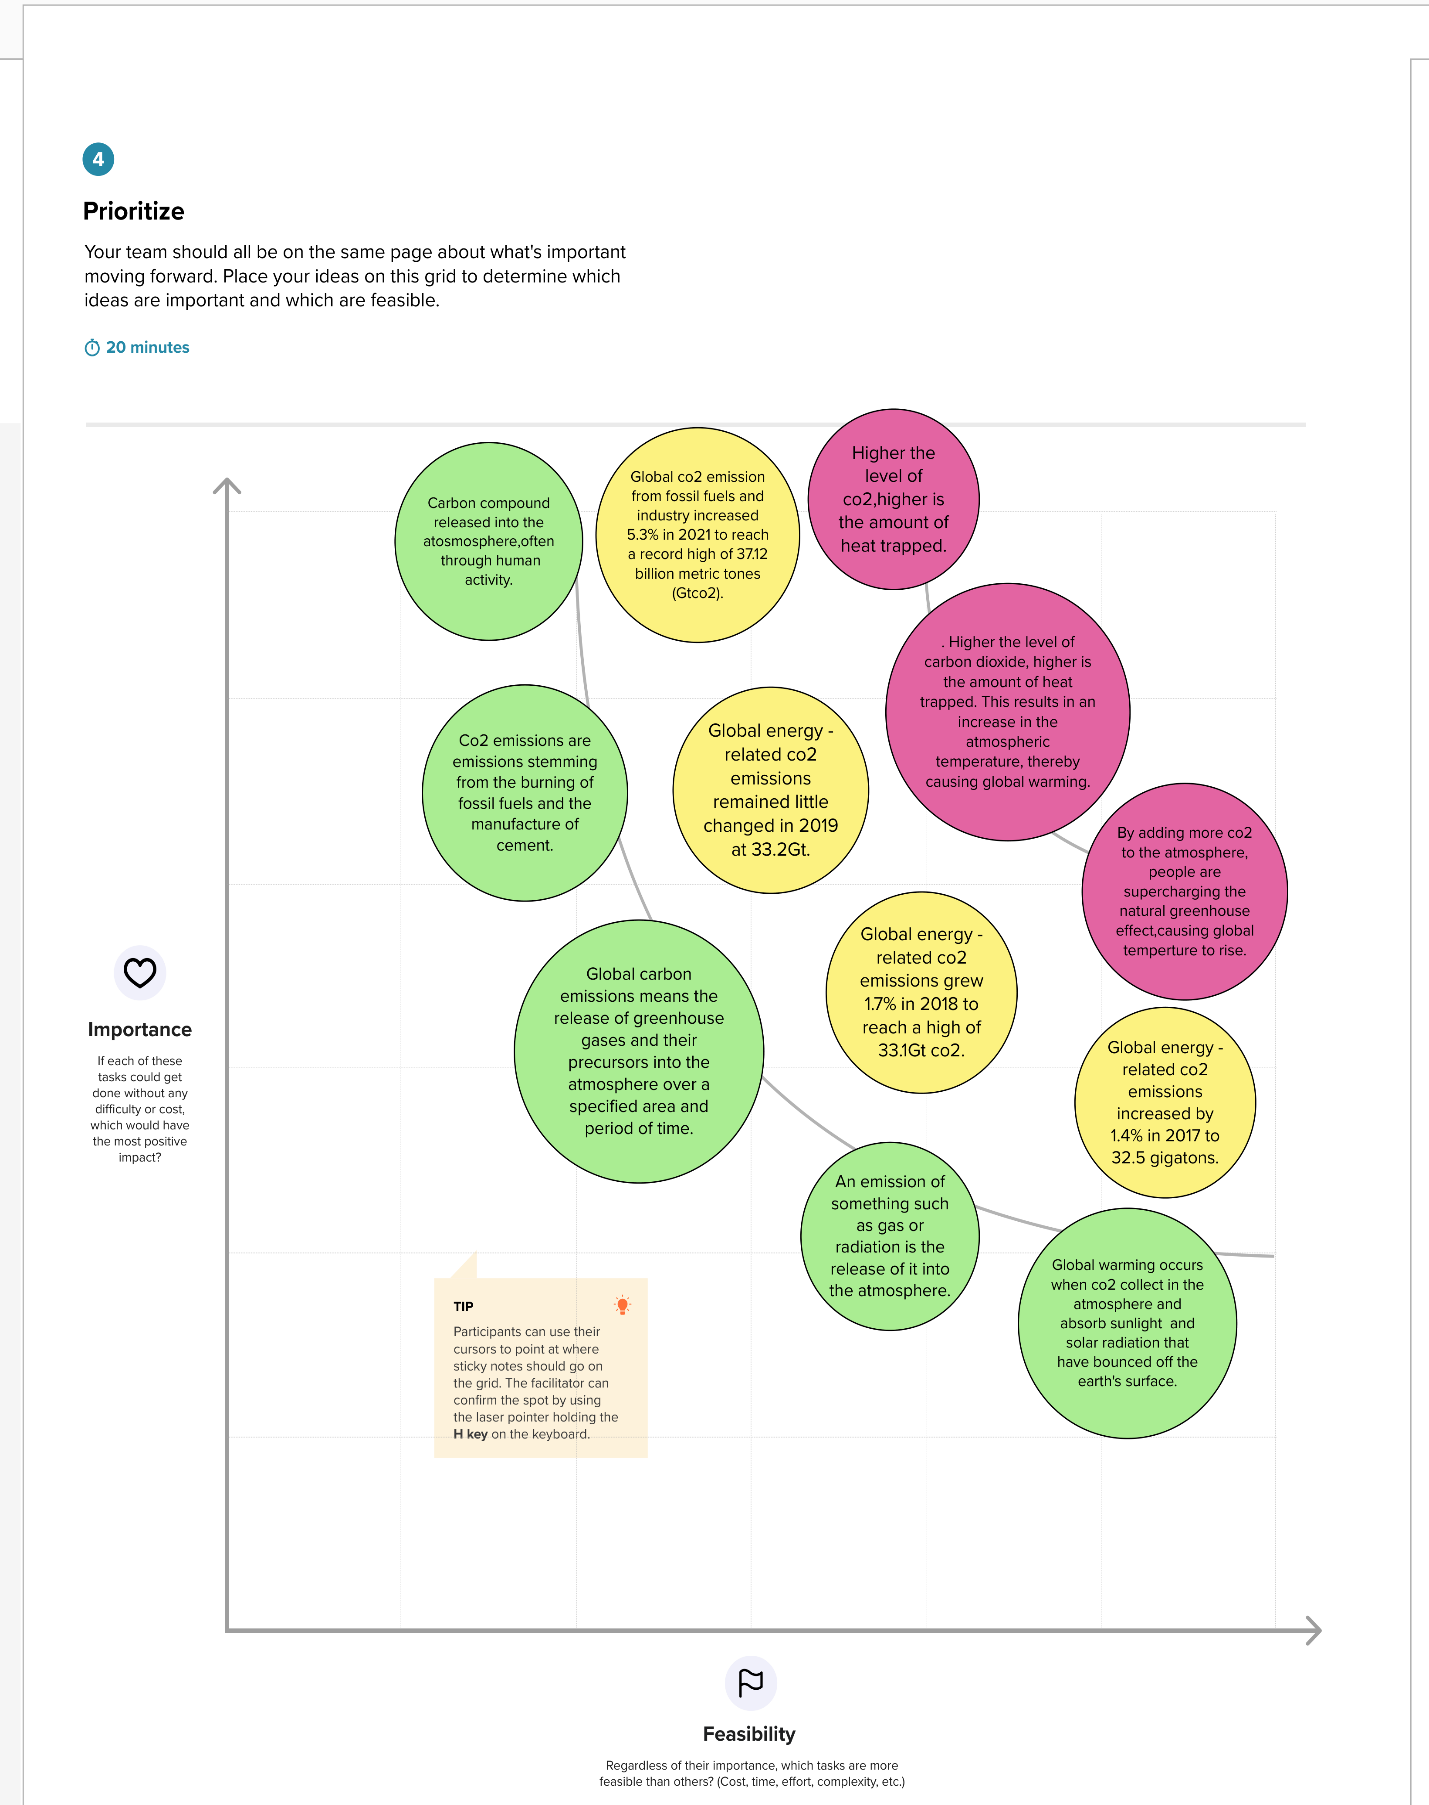 4
Prioritize
Your team should all be on the same page about what's important
moving forward. Place your ideas on this grid to determine which
ideas are important and which are feasible.
20 minutes
Carbon compound
released into the
atosmosphere,often
through human
activity.
Global co2 emission
from fossil fuels and
industry increased
5.3% in 2021 to reach
a record high of 37.12
billion metric tones
(Gtco2).
Higher the
level of
co2,higher is
the amount of
heat trapped.
. Higher the level of
carbon dioxide, higher is
the amount of heat
trapped. This results in an
increase in the
atmospheric
temperature, thereby
causing global warming.
Co2 emissions are
emissions stemming
from the burning of
fossil fuels and the
manufacture of
cement.
Global energy -
related co2
emissions
remained little
changed in 2019
at 33.2Gt.
By adding more co2
to the atmosphere,
people are
supercharging the
natural greenhouse
effect,causing global
temperture to rise.
Global carbon
emissions means the
release of greenhouse
gases and their
precursors into the
atmosphere over a
specified area and
period of time.
Global energy -
related co2
emissions grew
1.7% in 2018 to
reach a high of
33.1Gt co2.
Global energy -
related co2
emissions
increased by
1.4% in 2017 to
32.5 gigatons.
Importance
If each of these
tasks could get
done without any
difficulty or cost,
which would have
the most positive
impact?
An emission of
something such
as gas or
radiation is the
release of it into
the atmosphere.
Global warming occurs
when co2 collect in the
atmosphere and
absorb sunlight and
solar radiation that
have bounced off the
earth's surface.
TIP
Participants can use their
cursors to point at where
sticky notes should go on
the grid. The facilitator can
confirm the spot by using
the laser pointer holding the
H key on the keyboard.
Feasibility
Regardless of their importance, which tasks are more
feasible than others? (Cost, time, effort, complexity, etc.)